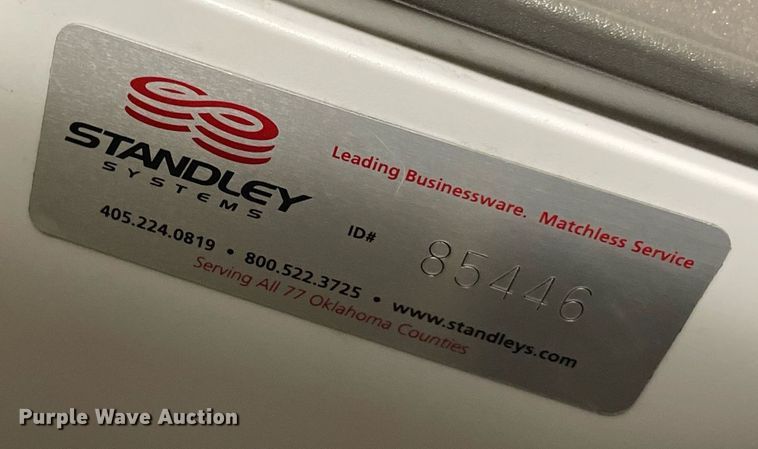 STANDLEY
SYSTEMS
Leading Businessware. Matchless Service
ID# 85446
405.224.0819 • 800.522.3725 • www.standleys.com
Serving All 77 Oklahoma Counties
Purple Wave Auction